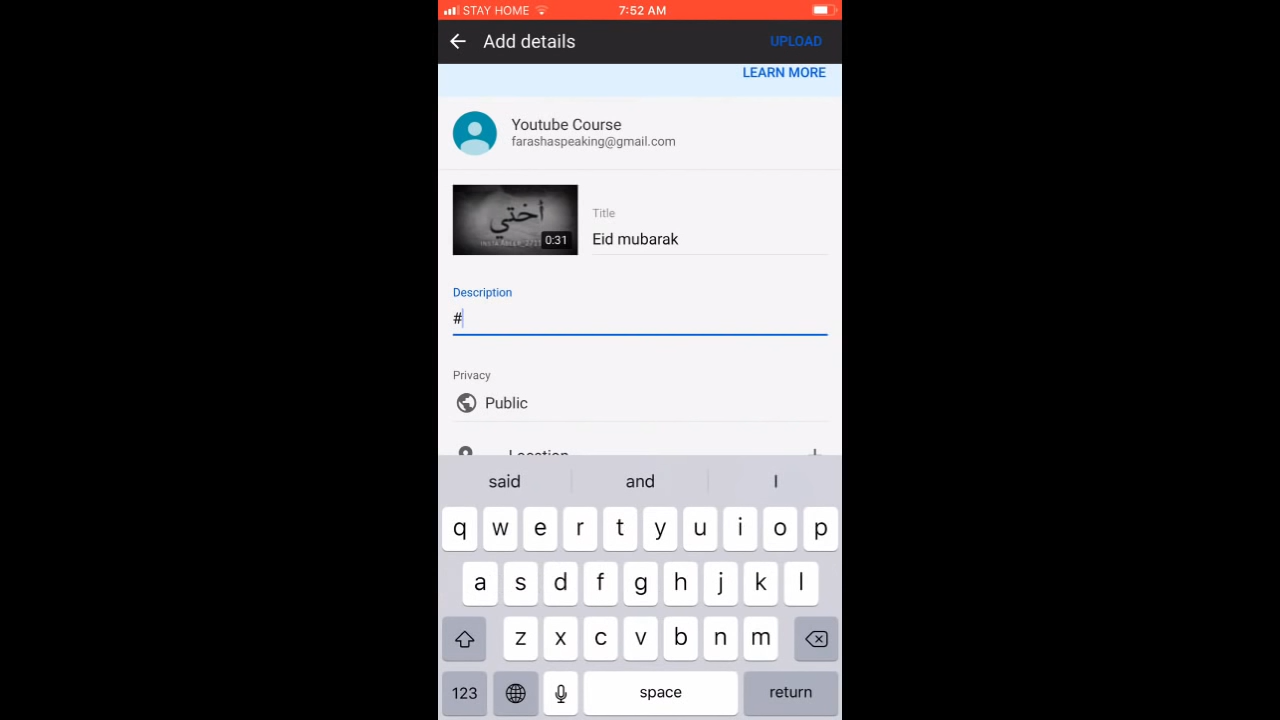 STAY HOME 7:52 AM
Add details UPLOAD
LEARN MORE
Youtube Course
farashaspeaking@gmail.com
أختي
0:31
Title
Eid mubarak
Description
#
Privacy
Public
Location
said and I
q w e r t y u i o p
a s d f g h j k l
z x c v b n m
123 space return